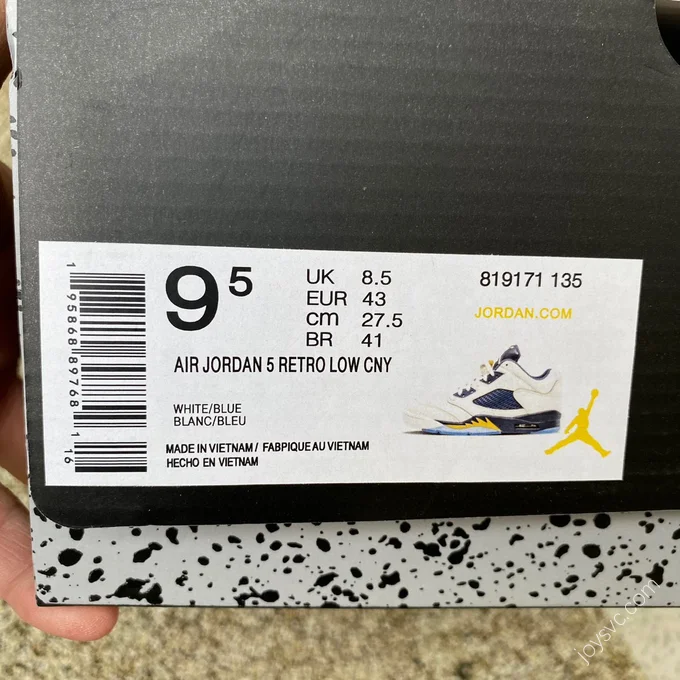 9⁵
UK 8.5
EUR 43
cm 27.5
BR 41
819171 135
JORDAN.COM
AIR JORDAN 5 RETRO LOW CNY
WHITE/BLUE
BLANC/BLEU
MADE IN VIETNAM / FABPIQUE AU VIETNAM
HECHO EN VIETNAM
1 95868 89768 1 16
joysvc.com